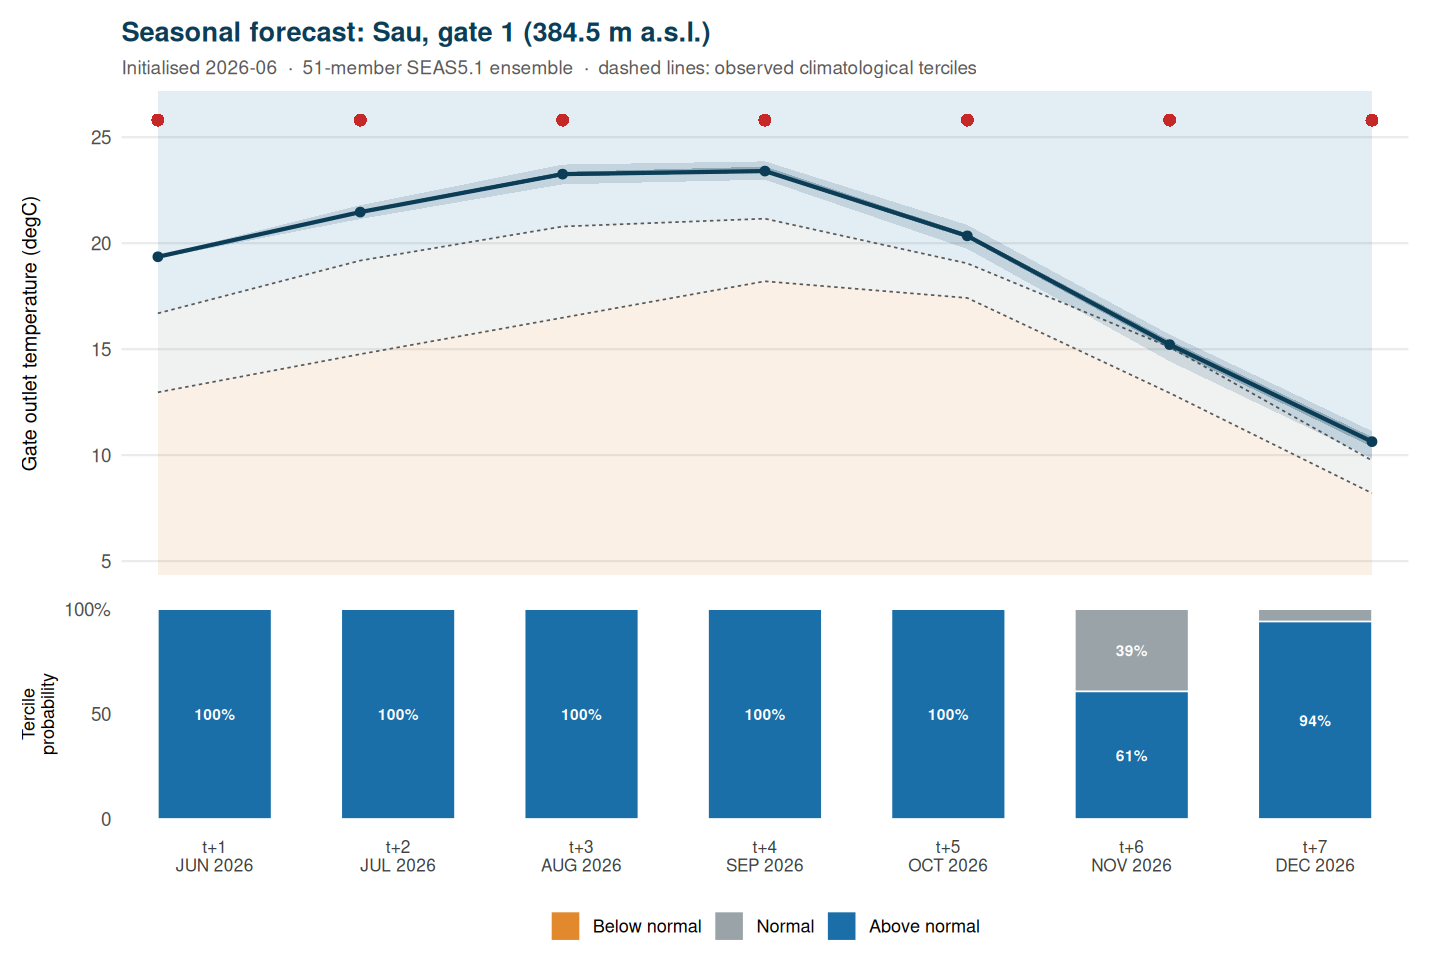 Seasonal forecast: Sau, gate 1 (384.5 m a.s.l.)
Initialised 2026-06 · 51-member SEAS5.1 ensemble · dashed lines: observed climatological terciles
Gate outlet temperature (degC)
25
20
15
10
5
Tercile
probability
100%
50
0
100%
100%
100%
100%
100%
39%
61%
94%
t+1
JUN 2026
t+2
JUL 2026
t+3
AUG 2026
t+4
SEP 2026
t+5
OCT 2026
t+6
NOV 2026
t+7
DEC 2026
Below normal
Normal
Above normal